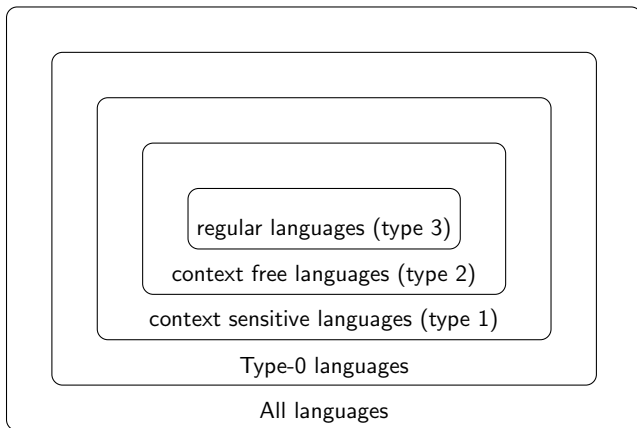 regular languages (type 3)
context free languages (type 2)
context sensitive languages (type 1)
Type-0 languages
All languages